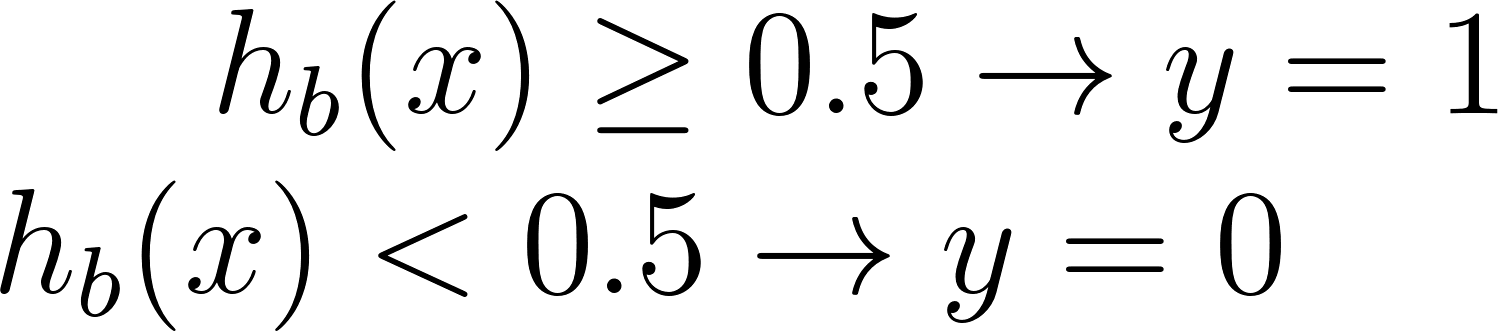 h_b(x) ≥ 0.5 → y = 1
h_b(x) < 0.5 → y = 0